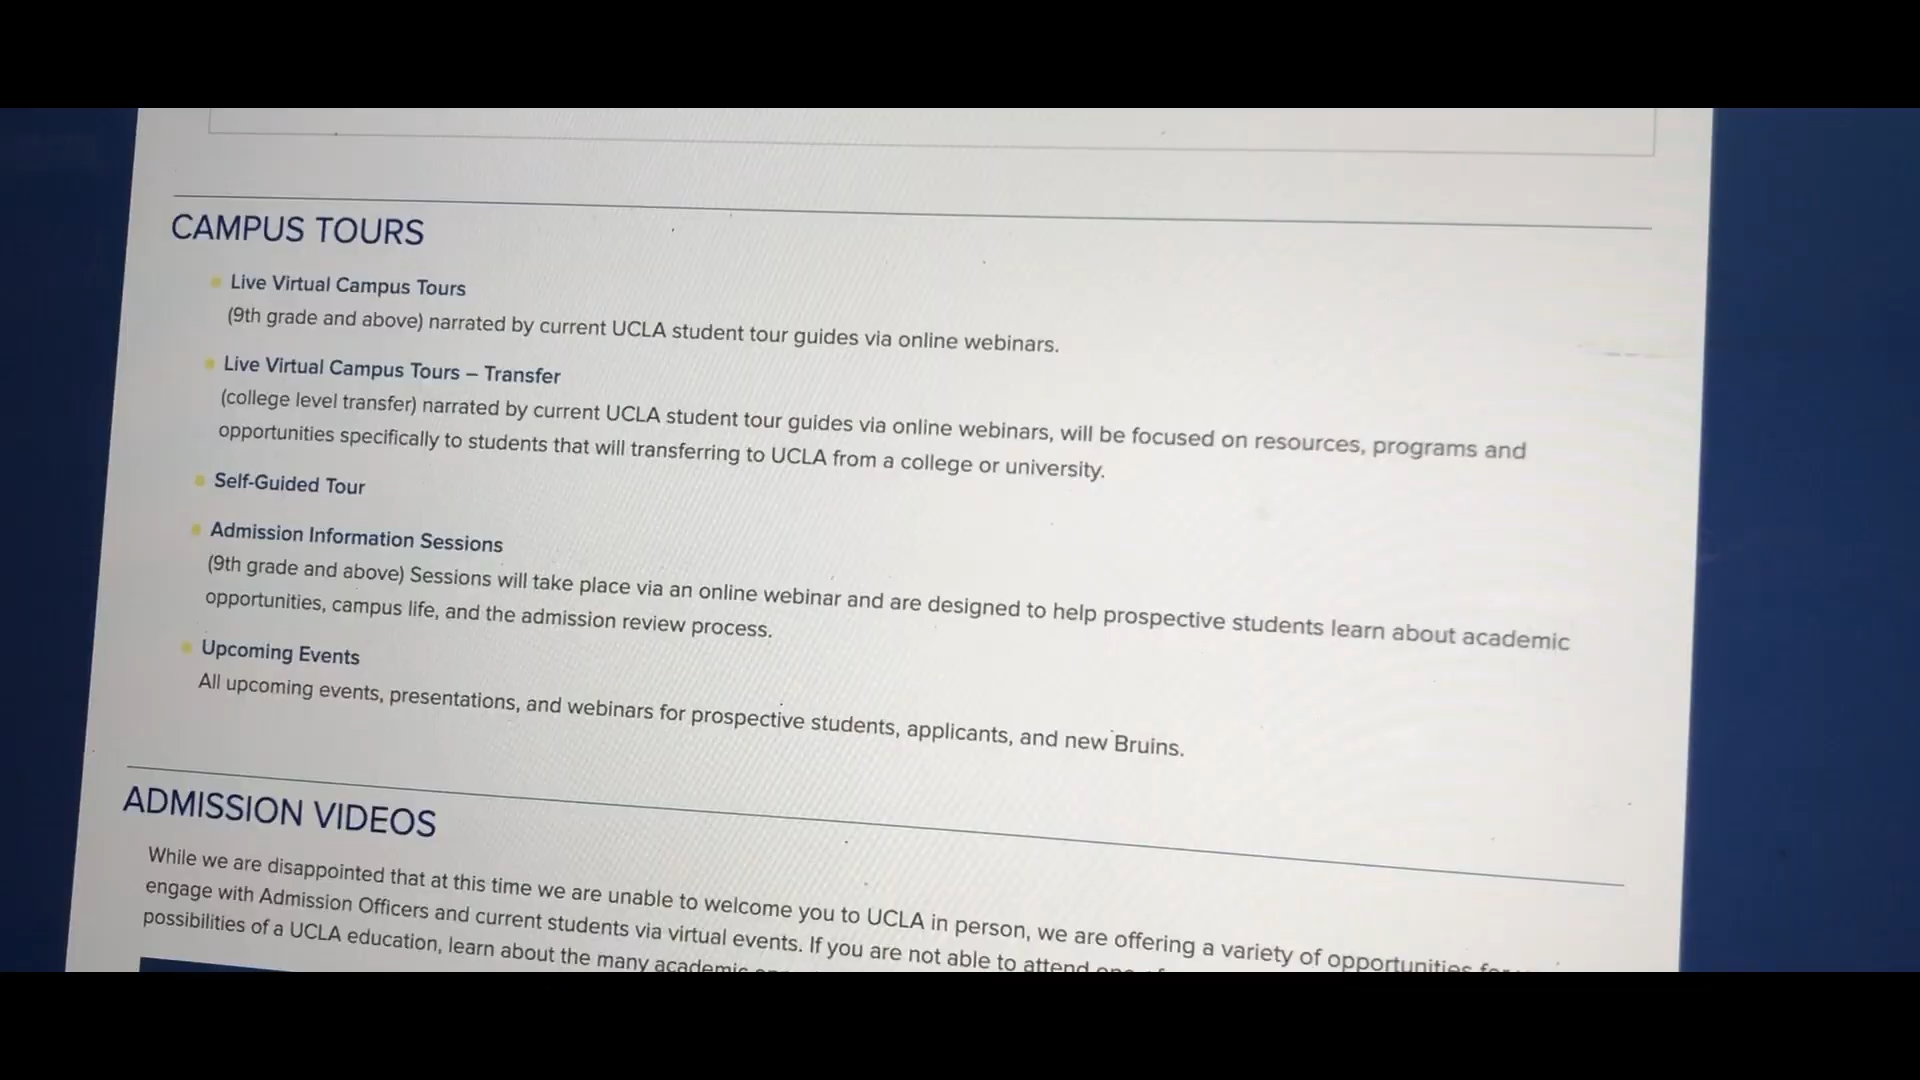 CAMPUS TOURS
Live Virtual Campus Tours
(9th grade and above) narrated by current UCLA student tour guides via online webinars.
Live Virtual Campus Tours – Transfer
(college level transfer) narrated by current UCLA student tour guides via online webinars, will be focused on resources, programs and
opportunities specifically to students that will transferring to UCLA from a college or university.
Self-Guided Tour
Admission Information Sessions
(9th grade and above) Sessions will take place via an online webinar and are designed to help prospective students learn about academic
opportunities, campus life, and the admission review process.
Upcoming Events
All upcoming events, presentations, and webinars for prospective students, applicants, and new Bruins.
ADMISSION VIDEOS
While we are disappointed that at this time we are unable to welcome you to UCLA in person, we are offering a variety of opportunities
engage with Admission Officers and current students via virtual events. If you are not able to attend
possibilities of a UCLA education, learn about the many academic